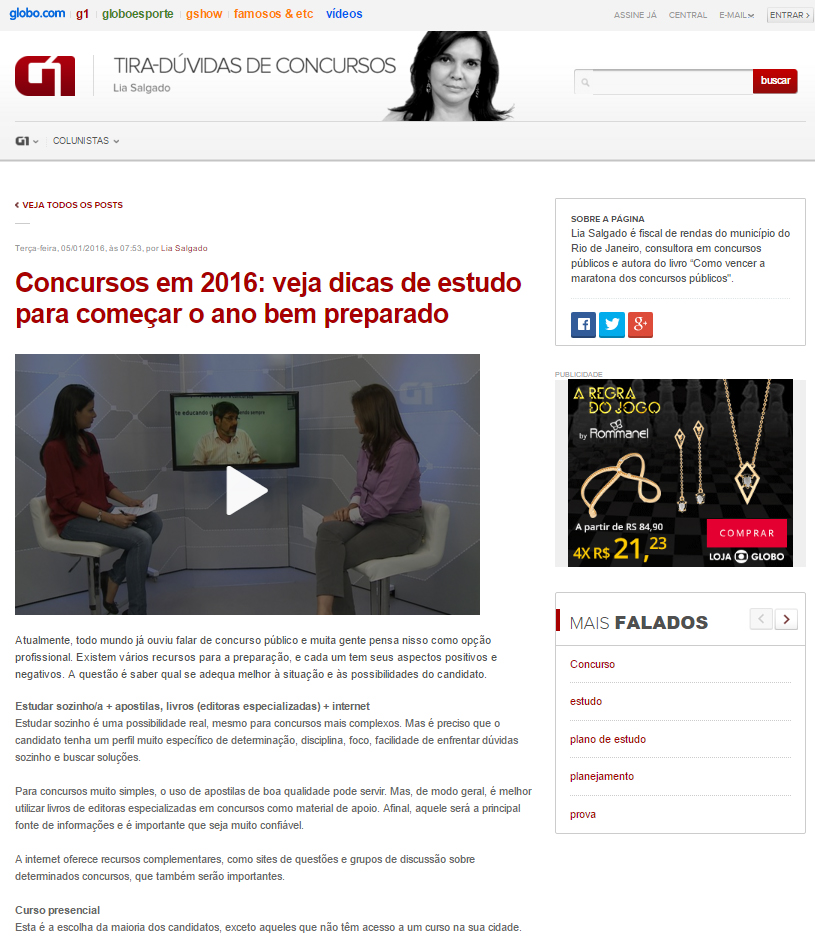 globo.com g1 globoesporte gshow famosos & etc vídeos
ASSINE JÁ CENTRAL E-MAIL ENTRAR ›
G1
TIRA-DÚVIDAS DE CONCURSOS
Lia Salgado
buscar
G1 COLUNISTAS
VEJA TODOS OS POSTS
Terça-feira, 05/01/2016, às 07:53, por Lia Salgado
Concursos em 2016: veja dicas de estudo
para começar o ano bem preparado
G1
Atualmente, todo mundo já ouviu falar de concurso público e muita gente pensa nisso como opção
profissional. Existem vários recursos para a preparação, e cada um tem seus aspectos positivos e
negativos. A questão é saber qual se adequa melhor à situação e às possibilidades do candidato.
Estudar sozinho/a + apostilas, livros (editoras especializadas) + internet
Estudar sozinho é uma possibilidade real, mesmo para concursos mais complexos. Mas é preciso que o
candidato tenha um perfil muito específico de determinação, disciplina, foco, facilidade de enfrentar dúvidas
sozinho e buscar soluções.
Para concursos muito simples, o uso de apostilas de boa qualidade pode servir. Mas, de modo geral, é melhor
utilizar livros de editoras especializadas em concursos como material de apoio. Afinal, aquele será a principal
fonte de informações e é importante que seja muito confiável.
A internet oferece recursos complementares, como sites de questões e grupos de discussão sobre
determinados concursos, que também serão importantes.
Curso presencial
Esta é a escolha da maioria dos candidatos, exceto aqueles que não têm acesso a um curso na sua cidade.
SOBRE A PÁGINA
Lia Salgado é fiscal de rendas do município do
Rio de Janeiro, consultora em concursos
públicos e autora do livro “Como vencer a
maratona dos concursos públicos”.
PUBLICIDADE
A REGRA
DO JOGO
by Rommanel
A partir de R$ 84,90
4X R$ 21,23
COMPRAR
LOJA GLOBO
MAIS FALADOS
Concurso
estudo
plano de estudo
planejamento
prova